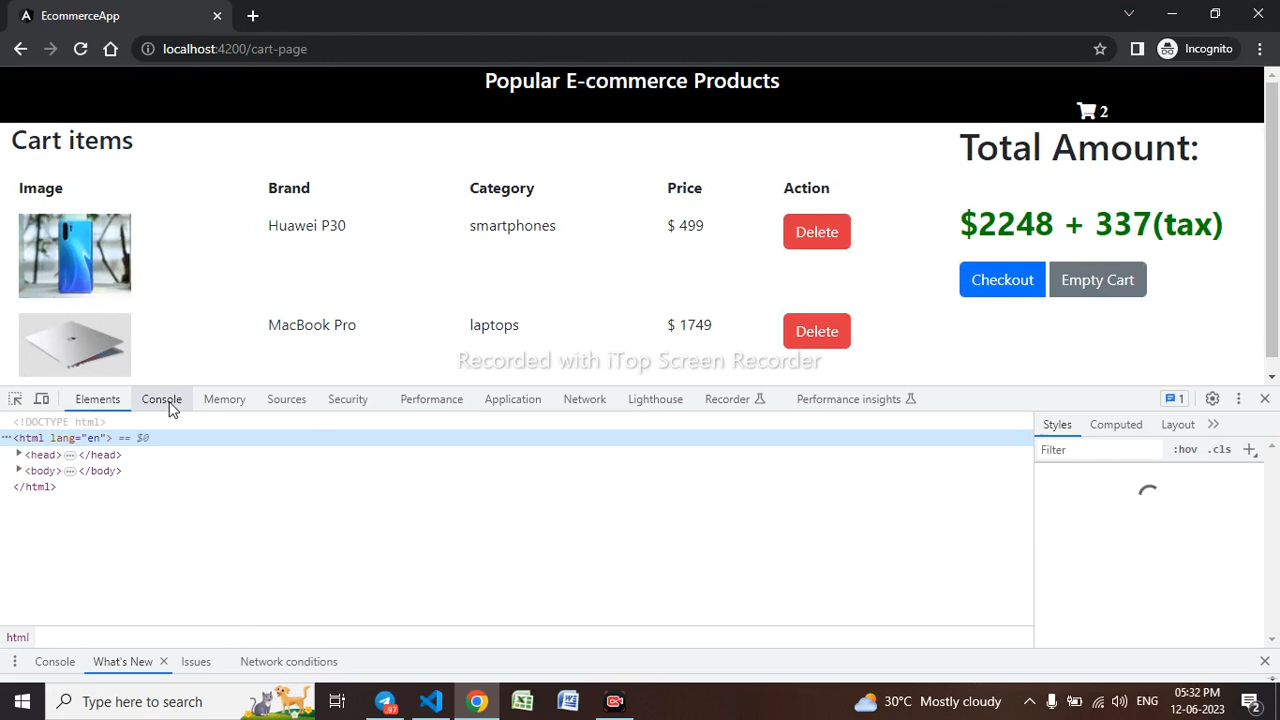 EcommerceApp
localhost:4200/cart-page
Incognito
Popular E-commerce Products
2
Cart items
Total Amount:
Image Brand Category Price Action
Huawei P30 smartphones $ 499 Delete
$2248 + 337(tax)
Checkout Empty Cart
MacBook Pro laptops $ 1749 Delete
Recorded with iTop Screen Recorder
Elements Console Memory Sources Security Performance Application Network Lighthouse Recorder Performance insights 1
<!DOCTYPE html>
<html lang="en"> == $0
<head> </head>
<body> </body>
</html>
Styles Computed Layout
Filter :hov .cls
html
Console What's New Issues Network conditions
Type here to search
30°C Mostly cloudy
ENG
05:32 PM
12-06-2023
2
97